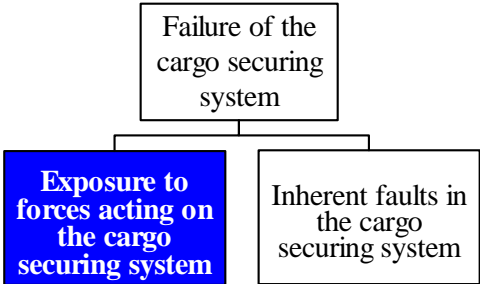 Failure of the
cargo securing
system
Exposure to
forces acting on
the cargo
securing system
Inherent faults in
the cargo
securing system